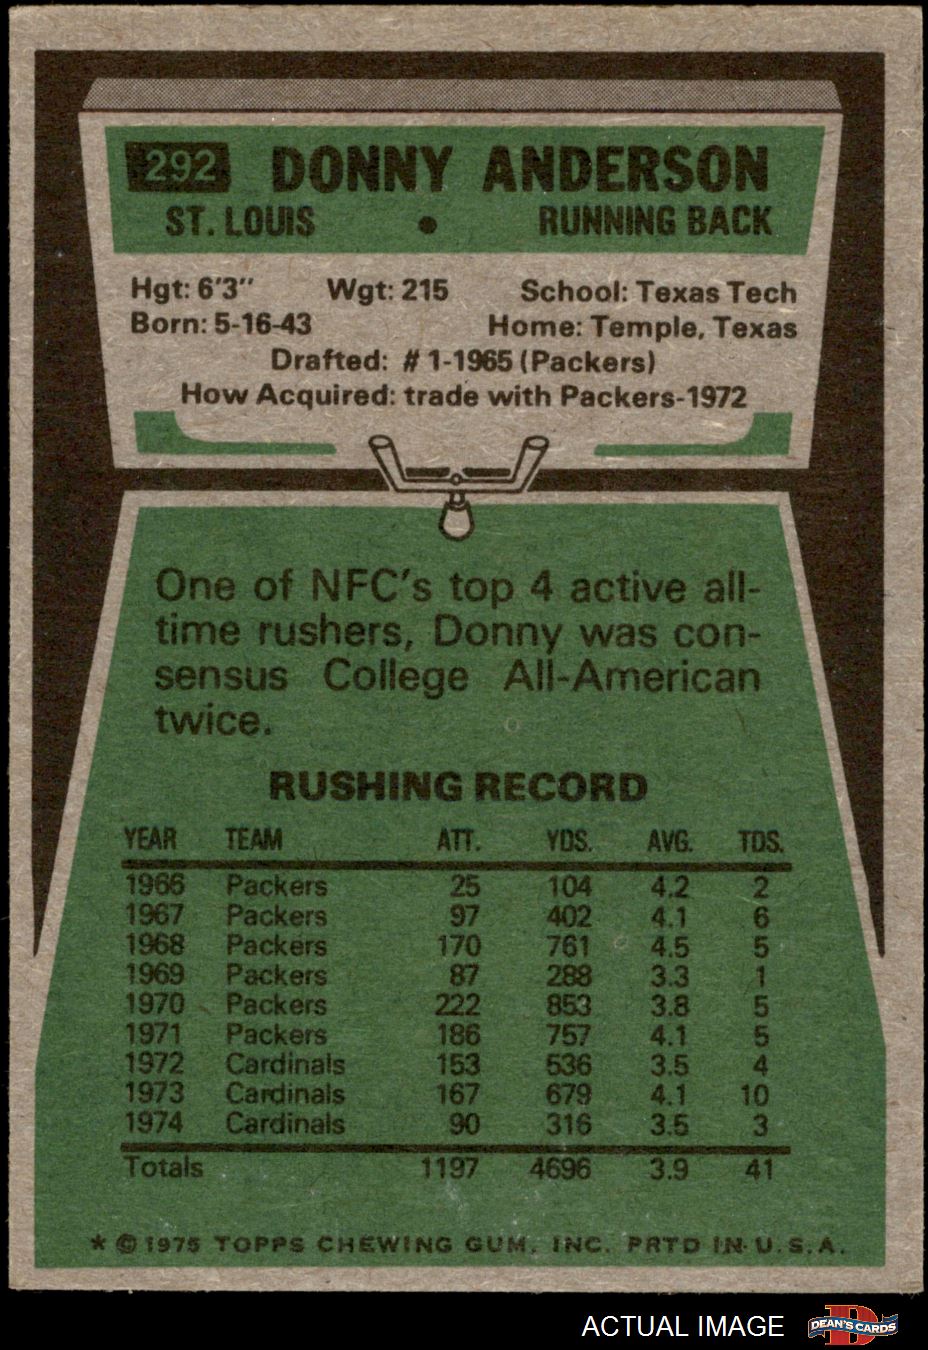 292 DONNY ANDERSON
ST. LOUIS • RUNNING BACK
Hgt: 6'3" Wgt: 215 School: Texas Tech
Born: 5-16-43 Home: Temple, Texas
Drafted: # 1-1965 (Packers)
How Acquired: trade with Packers-1972
One of NFC's top 4 active all-
time rushers, Donny was con-
sensus College All-American
twice.
RUSHING RECORD
YEAR TEAM ATT. YDS. AVG. TDS.
1966 Packers 25 104 4.2 2
1967 Packers 97 402 4.1 6
1968 Packers 170 761 4.5 5
1969 Packers 87 288 3.3 1
1970 Packers 222 853 3.8 5
1971 Packers 186 757 4.1 5
1972 Cardinals 153 536 3.5 4
1973 Cardinals 167 679 4.1 10
1974 Cardinals 90 316 3.5 3
Totals 1197 4696 3.9 41
* © 1975 TOPPS CHEWING GUM, INC. PRTD IN U.S.A.
ACTUAL IMAGE D DEAN'S CARDS